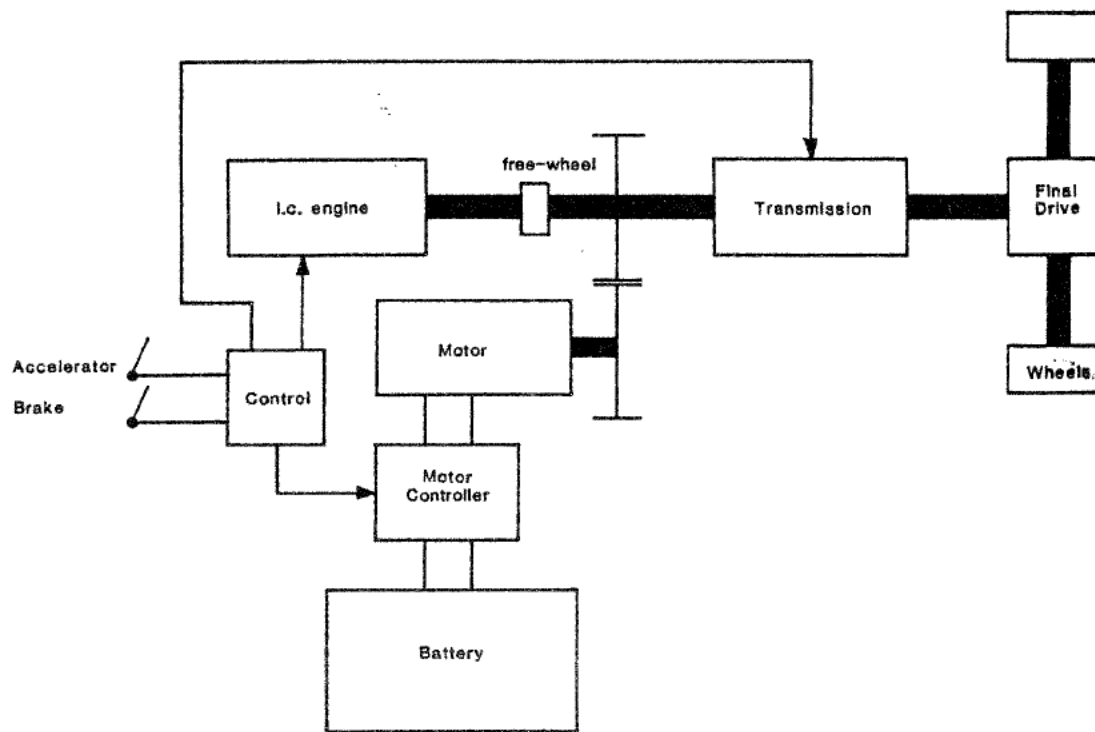 free-wheel
I.c. engine
Transmission
Final
Drive
Motor
Accelerator
Brake
Control
Wheels
Motor
Controller
Battery